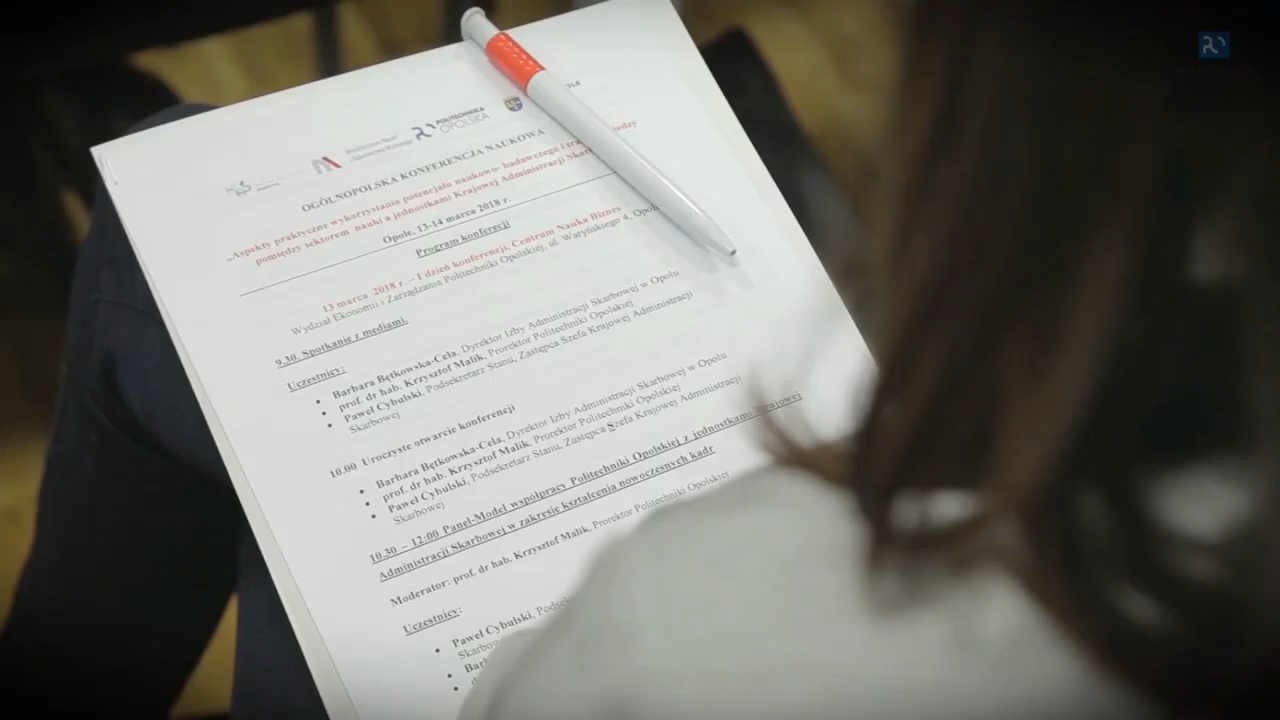 POLITECHNIKA
OPOLSKA
OGÓLNOPOLSKA KONFERENCJA NAUKOWA
„Aspekty praktyczne wykorzystania potencjału naukowo- badawczego i
pomiędzy sektorem nauki a jednostkami Krajowej Administracji
Opole, 13-14 marca 2018 r.
Program konferecji
13 marca 2018 r. – I dzień konferencji, Centrum Nauka Biznes
Wydział Ekonomii i Zarządzania Politechniki Opolskiej, ul. Waryńskiego 4,
9.30. Spotkanie z mediami.
Uczestnicy:
• Barbara Bętkowska-Cela, Dyrektor Izby Administracji Skarbowej w Opolu
• prof. dr hab. Krzysztof Malik, Prorektor Politechniki Opolskiej
• Paweł Cybulski, Podsekretarz Stanu, Zastępca Szefa Krajowej Administracji
Skarbowej
10.00 Uroczyste otwarcie konferencji
• Barbara Bętkowska-Cela, Dyrektor Izby Administracji Skarbowej w Opolu
• prof. dr hab. Krzysztof Malik, Prorektor Politechniki Opolskiej
• Paweł Cybulski, Podsekretarz Stanu, Zastępca Szefa Krajowej Administracji
Skarbowej
10.30 – 12:00 Panel-Model współpracy Politechniki Opolskiej z jednostkami Krajowej
Administracji Skarbowej w zakresie kształcenia nowoczesnych kadr
Moderator: prof. dr hab. Krzysztof Malik, Prorektor Politechniki Opolskiej
Uczestnicy:
• Paweł Cybulski,